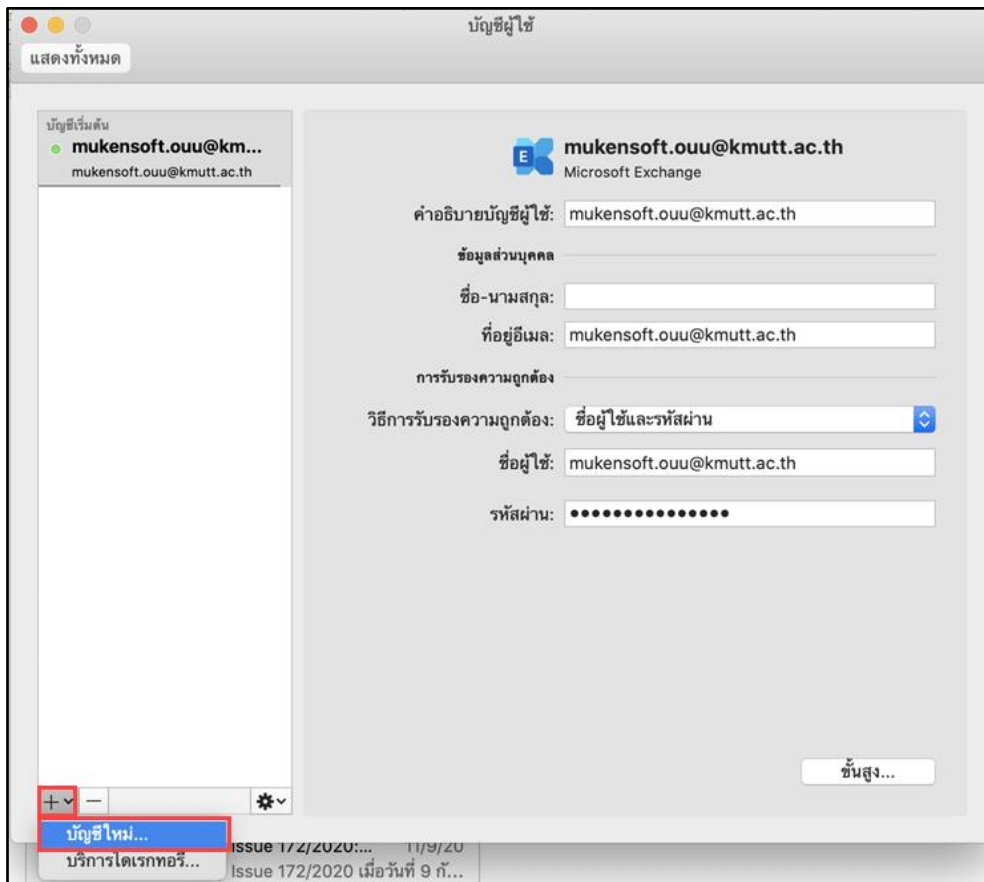 บัญชีผู้ใช้
แสดงทั้งหมด
บัญชีเริ่มต้น
mukensoft.ouu@km...
mukensoft.ouu@kmutt.ac.th
E
mukensoft.ouu@kmutt.ac.th
Microsoft Exchange
คำอธิบายบัญชีผู้ใช้: mukensoft.ouu@kmutt.ac.th
ข้อมูลส่วนบุคคล
ชื่อ-นามสกุล:
ที่อยู่อีเมล: mukensoft.ouu@kmutt.ac.th
การรับรองความถูกต้อง
วิธีการรับรองความถูกต้อง: ชื่อผู้ใช้และรหัสผ่าน
ชื่อผู้ใช้: mukensoft.ouu@kmutt.ac.th
รหัสผ่าน: •••••••••••••••
ขั้นสูง...
บัญชีใหม่...
บริการไดเรกทอรี...
Issue 172/2020:... 11/9/20
Issue 172/2020 เมื่อวันที่ 9 กั...